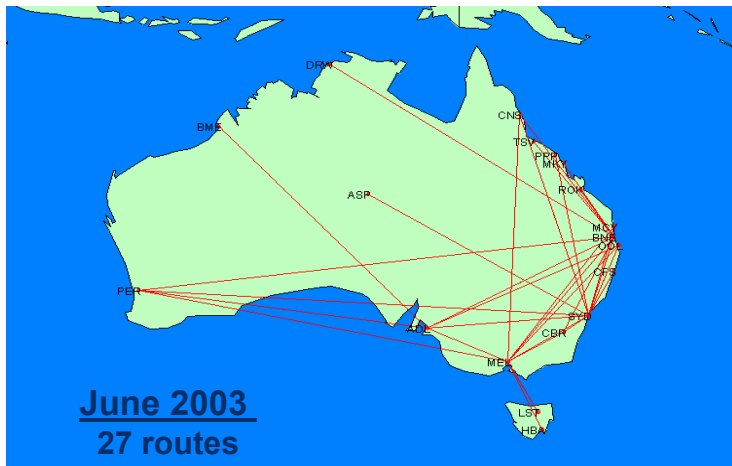 DRW
CNS
BME
TSV
PPP
MKY
ROK
ASP
MCY
BNE
OOL
CFS
PER
SYD
ADL
CBR
MEL
LST
HBA
June 2003
27 routes